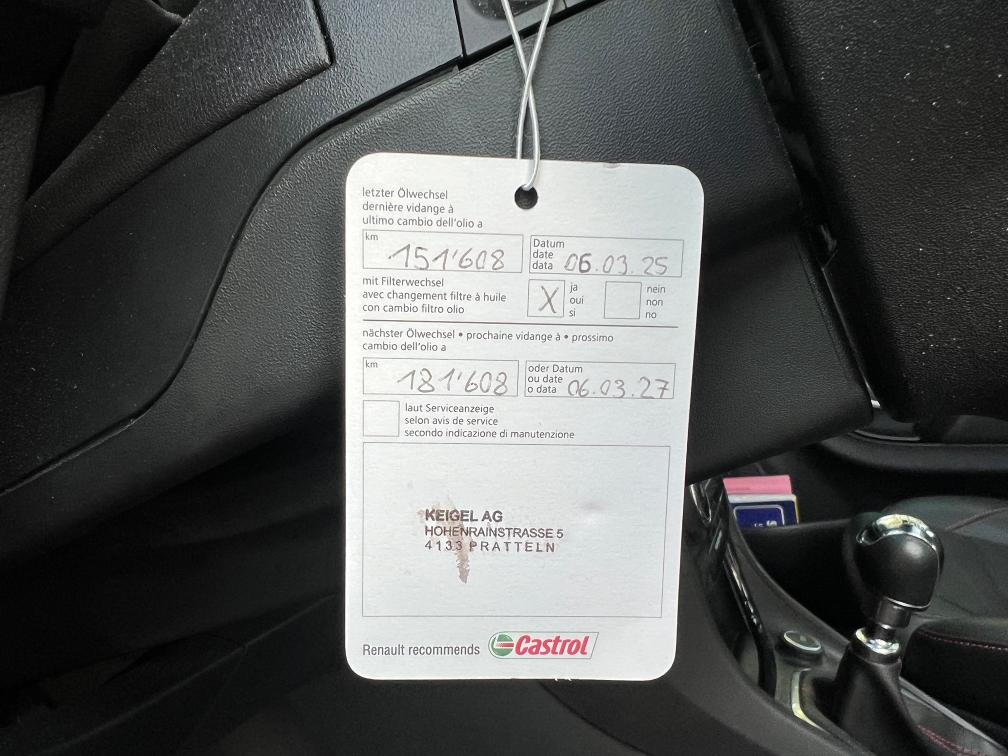 letzter Ölwechsel
dernière vidange à
ultimo cambio dell'olio a
km 151'608
Datum
date
data 06.03.25
mit Filterwechsel
avec changement filtre à huile
con cambio filtro olio
X
ja
oui
si
nein
non
no
nächster Ölwechsel • prochaine vidange à • prossimo
cambio dell'olio a
km 181'608
oder Datum
ou date
o data 06.03.27
laut Serviceanzeige
selon avis de service
secondo indicazione di manutenzione
KEIGEL AG
HOHENRAINSTRASSE 5
4133 PRATTELN
Renault recommends Castrol